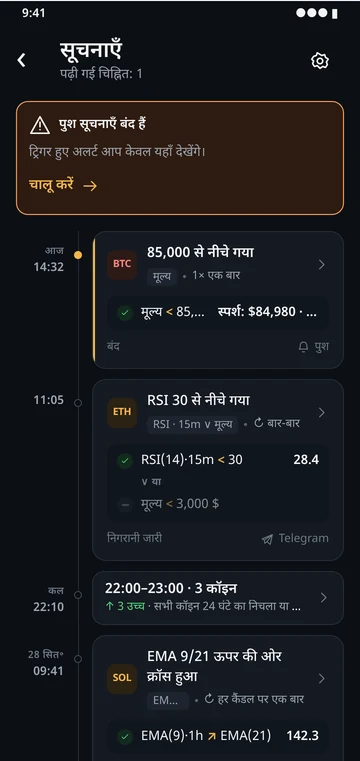 9:41
सूचनाएँ
पढ़ी गई चिह्नित: 1
पुश सूचनाएँ बंद हैं
ट्रिगर हुए अलर्ट आप केवल यहाँ देखेंगे।
चालू करें →
आज
14:32
BTC
85,000 से नीचे गया
मूल्य • 1× एक बार
मूल्य < 85,… स्पर्श: $84,980 · …
बंद पुश
11:05
ETH
RSI 30 से नीचे गया
RSI · 15m ∨ मूल्य • ↻ बार-बार
RSI(14)·15m < 30 28.4
∨ या
मूल्य < 3,000 $
निगरानी जारी Telegram
कल
22:10
22:00–23:00 · 3 कॉइन
↑ 3 उच्च · सभी कॉइन 24 घंटे का निचला या …
28 सित॰
09:41
SOL
EMA 9/21 ऊपर की ओर
क्रॉस हुआ
EM… • ↻ हर कैंडल पर एक बार
EMA(9)·1h ↗ EMA(21) 142.3